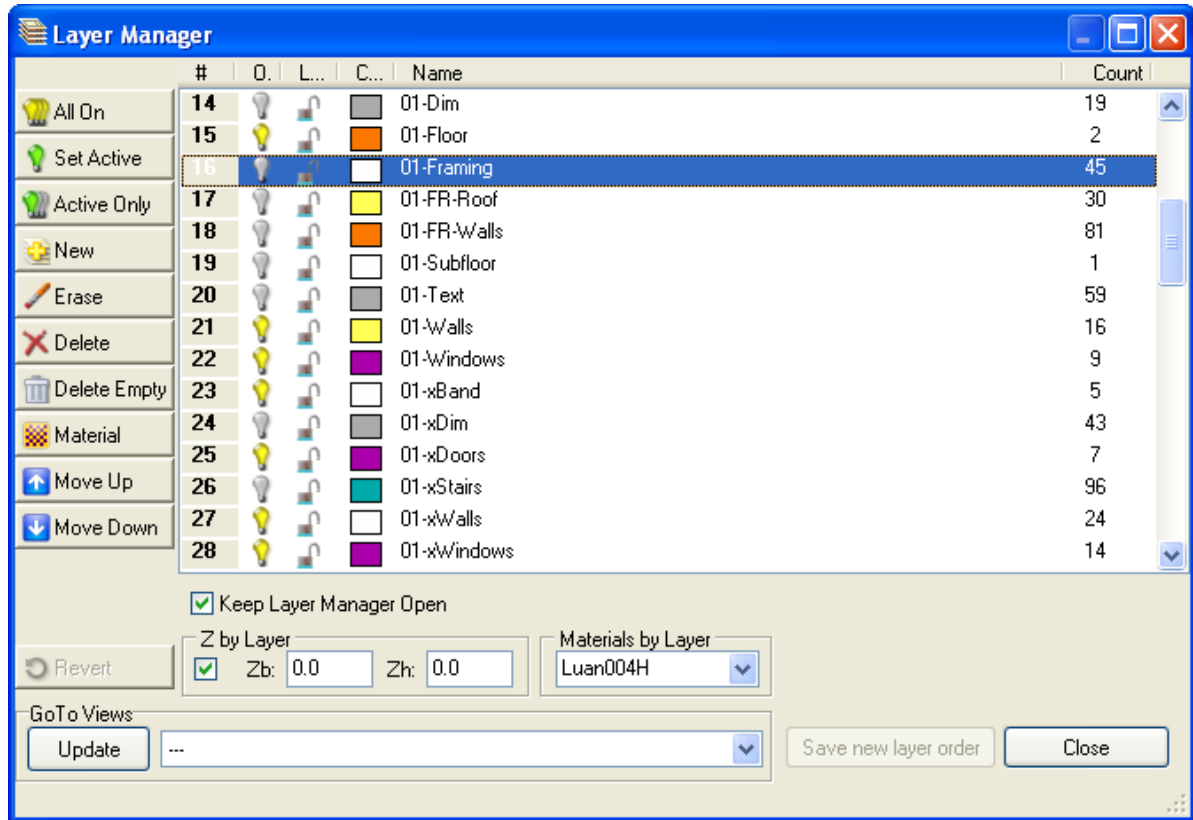 Layer Manager
# O. L... C... Name Count
All On
Set Active
Active Only
New
Erase
Delete
Delete Empty
Material
Move Up
Move Down
Revert
14 01-Dim 19
15 01-Floor 2
16 01-Framing 45
17 01-FR-Roof 30
18 01-FR-Walls 81
19 01-Subfloor 1
20 01-Text 59
21 01-Walls 16
22 01-Windows 9
23 01-xBand 5
24 01-xDim 43
25 01-xDoors 7
26 01-xStairs 96
27 01-xWalls 24
28 01-xWindows 14
Keep Layer Manager Open
Z by Layer
Zb: 0.0 Zh: 0.0
Materials by Layer
Luan004H
GoTo Views
Update ---
Save new layer order Close